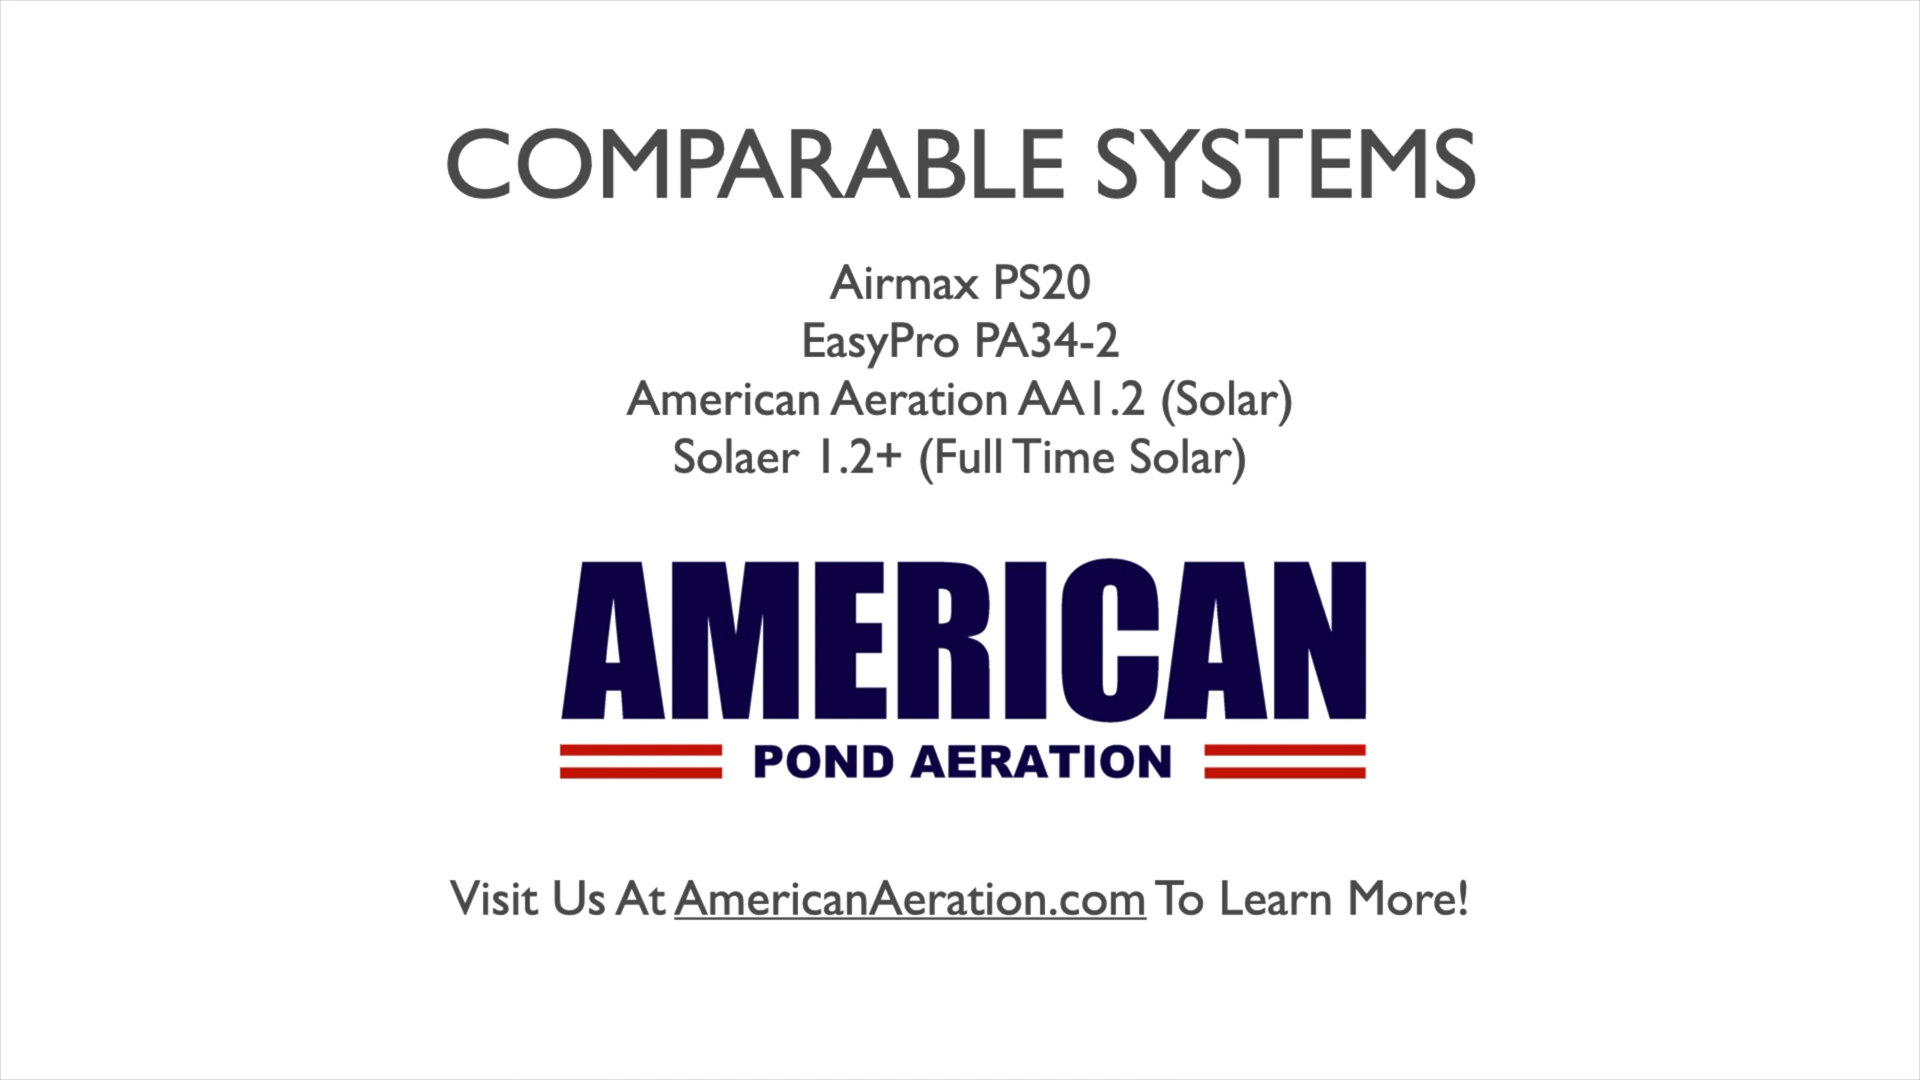 COMPARABLE SYSTEMS
Airmax PS20
EasyPro PA34-2
American Aeration AA1.2 (Solar)
Solaer 1.2+ (Full Time Solar)
AMERICAN
POND AERATION
Visit Us At AmericanAeration.com To Learn More!